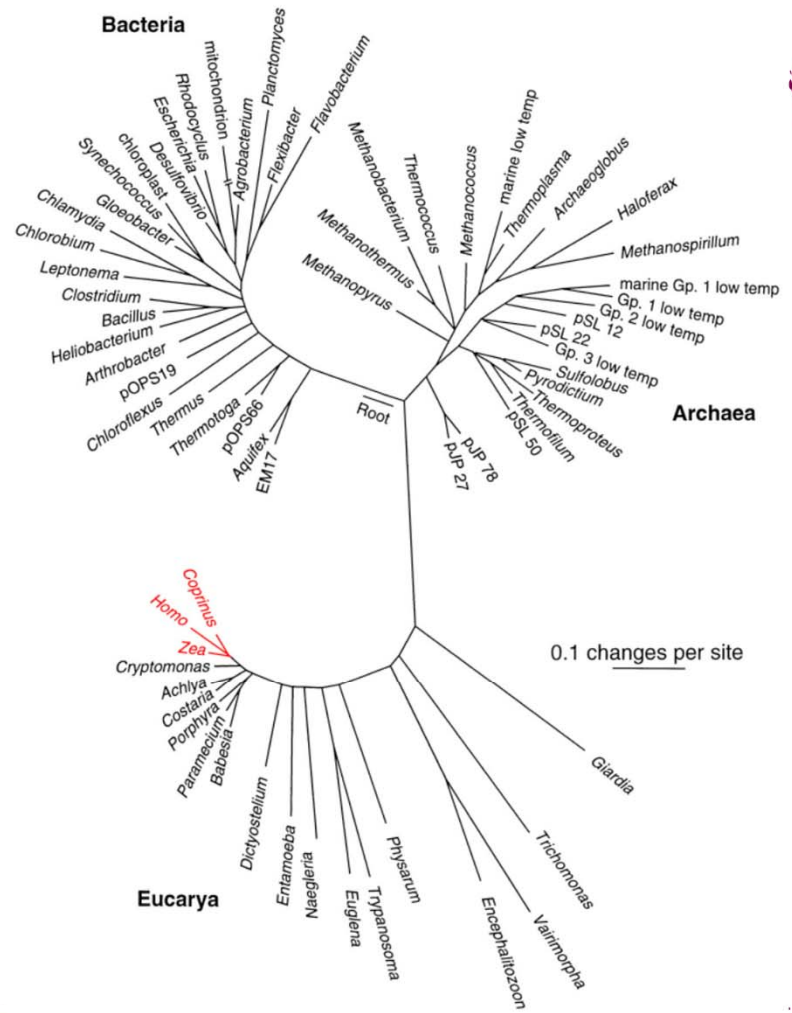 Bacteria
Planctomyces
mitochondrion
Flavobacterium
Rhodocyclus
Escherichia
Agrobacterium
Flexibacter
Desulfovibrio
chloroplast
Synechococcus
Gloeobacter
Chlamydia
Chlorobium
Leptonema
Clostridium
Bacillus
Heliobacterium
Arthrobacter
pOPS19
Chloroflexus
Thermus
Thermotoga
pOPS66
Aquifex
EM17
Root
Methanobacterium
Thermococcus
Methanococcus
marine low temp
Thermoplasma
Archaeoglobus
Haloferax
Methanospirillum
Methanothermus
Methanopyrus
marine Gp. 1 low temp
Gp. 1 low temp
Gp. 2 low temp
pSL 12
pSL 22
Gp. 3 low temp
Sulfolobus
Pyrodictium
Thermoproteus
Thermofilum
pSL 50
pJP 78
pJP 27
Archaea
Coprinus
Homo
Zea
Cryptomonas
Achlya
Costaria
Porphyra
Paramecium
Babesia
Dictyostelium
Entamoeba
Naegleria
Euglena
Trypanosoma
Physarum
Encephalitozoon
Vairimorpha
Trichomonas
Giardia
0.1 changes per site
Eucarya